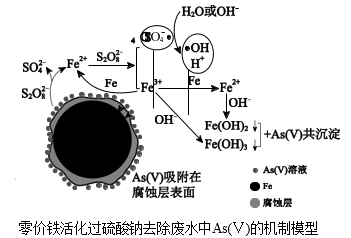 H₂O或OH⁻
SO₄⁻•
•OH
H⁺
SO₄²⁻
Fe²⁺
S₂O₈²⁻
Fe³⁺
Fe
Fe²⁺
S₂O₈²⁻
Fe
OH⁻
OH⁻
Fe(OH)₂↓
Fe(OH)₃↓
+As(V)共沉淀
As(V)吸附在
腐蚀层表面
As(V)溶液
Fe
腐蚀层
零价铁活化过硫酸钠去除废水中As(V)的机制模型